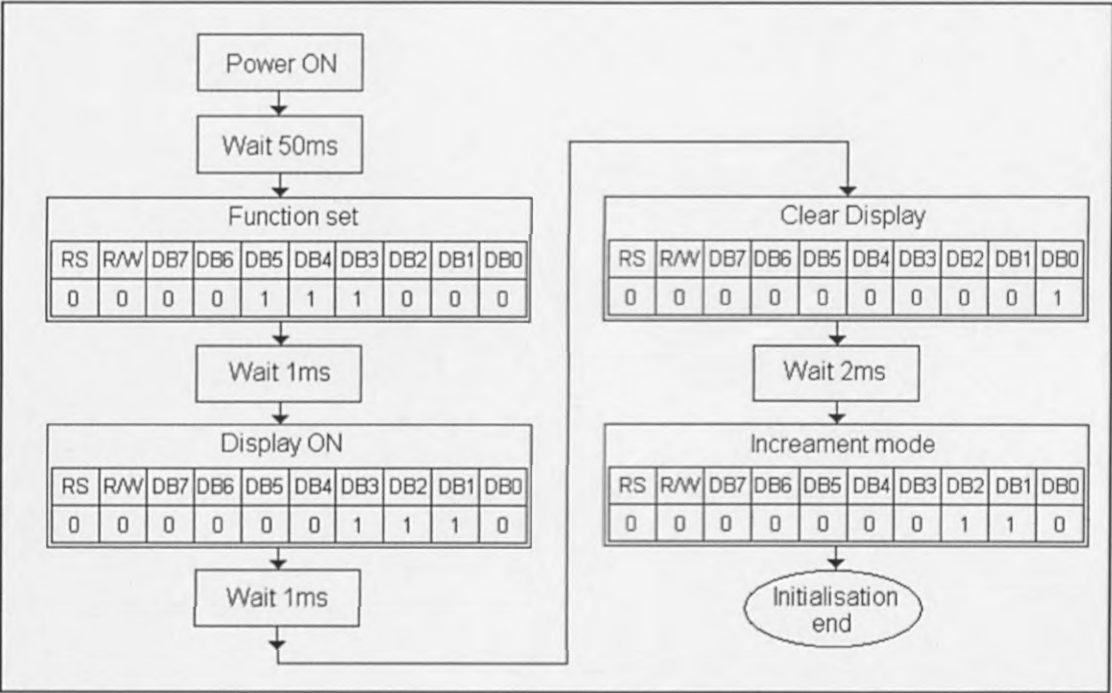 Power ON
Wait 50ms
Function set
RS R/W DB7 DB6 DB5 DB4 DB3 DB2 DB1 DB0
0 0 0 0 1 1 1 0 0 0
Wait 1ms
Display ON
RS R/W DB7 DB6 DB5 DB4 DB3 DB2 DB1 DB0
0 0 0 0 0 0 1 1 1 0
Wait 1ms
Clear Display
RS R/W DB7 DB6 DB5 DB4 DB3 DB2 DB1 DB0
0 0 0 0 0 0 0 0 0 1
Wait 2ms
Increament mode
RS R/W DB7 DB6 DB5 DB4 DB3 DB2 DB1 DB0
0 0 0 0 0 0 0 1 1 0
Initialisation
end